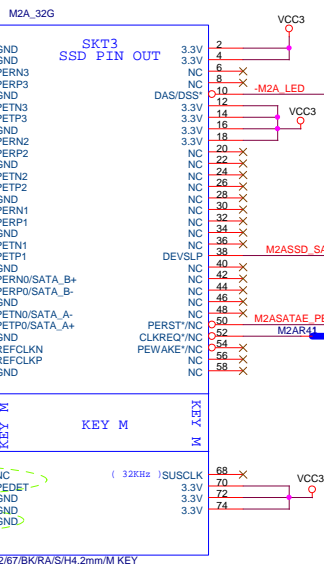 M2A_32G
VCC3
SKT3
SSD PIN OUT
GND 3.3V 2
GND 3.3V 4
PERN3 NC 6
PERP3 NC 8
GND DAS/DSS* 10 -M2A_LED
PETN3 3.3V 12 VCC3
PETP3 3.3V 14
GND 3.3V 16
PERN2 3.3V 18
PERP2 NC 20
GND NC 22
PETN2 NC 24
PETP2 NC 26
GND NC 28
PERN1 NC 30
PERP1 NC 32
GND NC 34
PETN1 NC 36
PETP1 DEVSLP 38 M2ASSD_SA
GND NC 40
PERN0/SATA_B+ NC 42
PERP0/SATA_B- NC 44
GND NC 46
PETN0/SATA_A- NC 48
PETP0/SATA_A+ PERST*/NC 50 M2ASATAE_PE
GND CLKREQ*/NC 52 M2AR41
REFCLKN PEWAKE*/NC 54
REFCLKP NC 56
GND NC 58
KEY M KEY M KEY M
NC ( 32KHz )SUSCLK 68
PEDET 3.3V 70 VCC3
GND 3.3V 72
GND 3.3V 74
GND
2/67/BK/RA/S/H4.2mm/M KEY